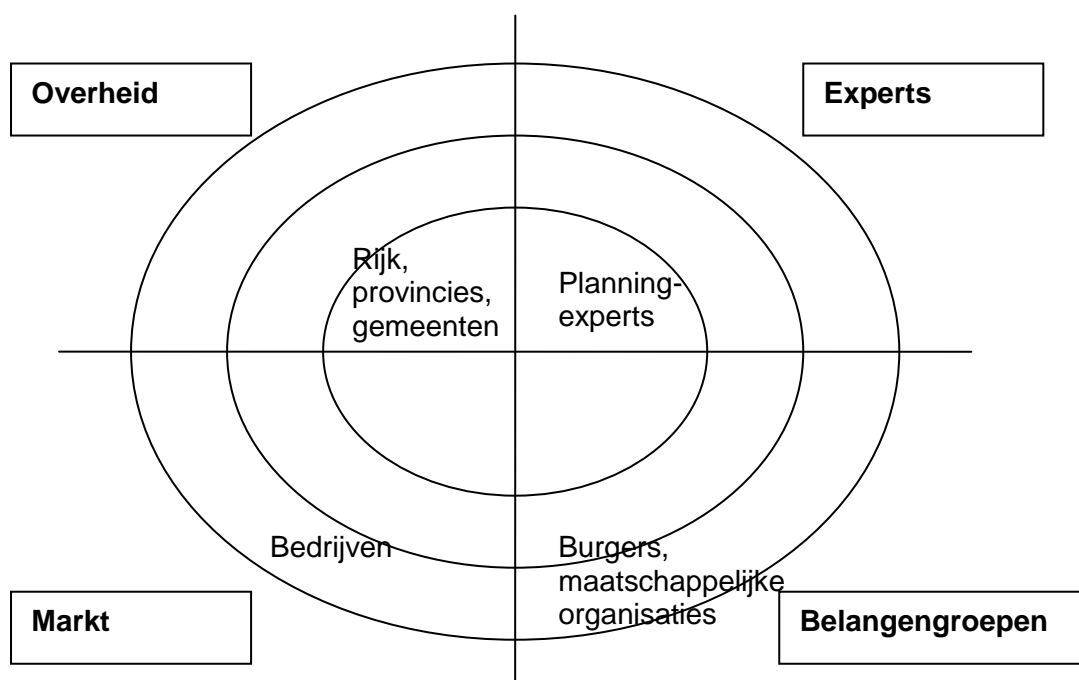 Overheid
Experts
Rijk,
provincies,
gemeenten
Planning-
experts
Bedrijven
Burgers,
maatschappelijke
organisaties
Markt
Belangengroepen